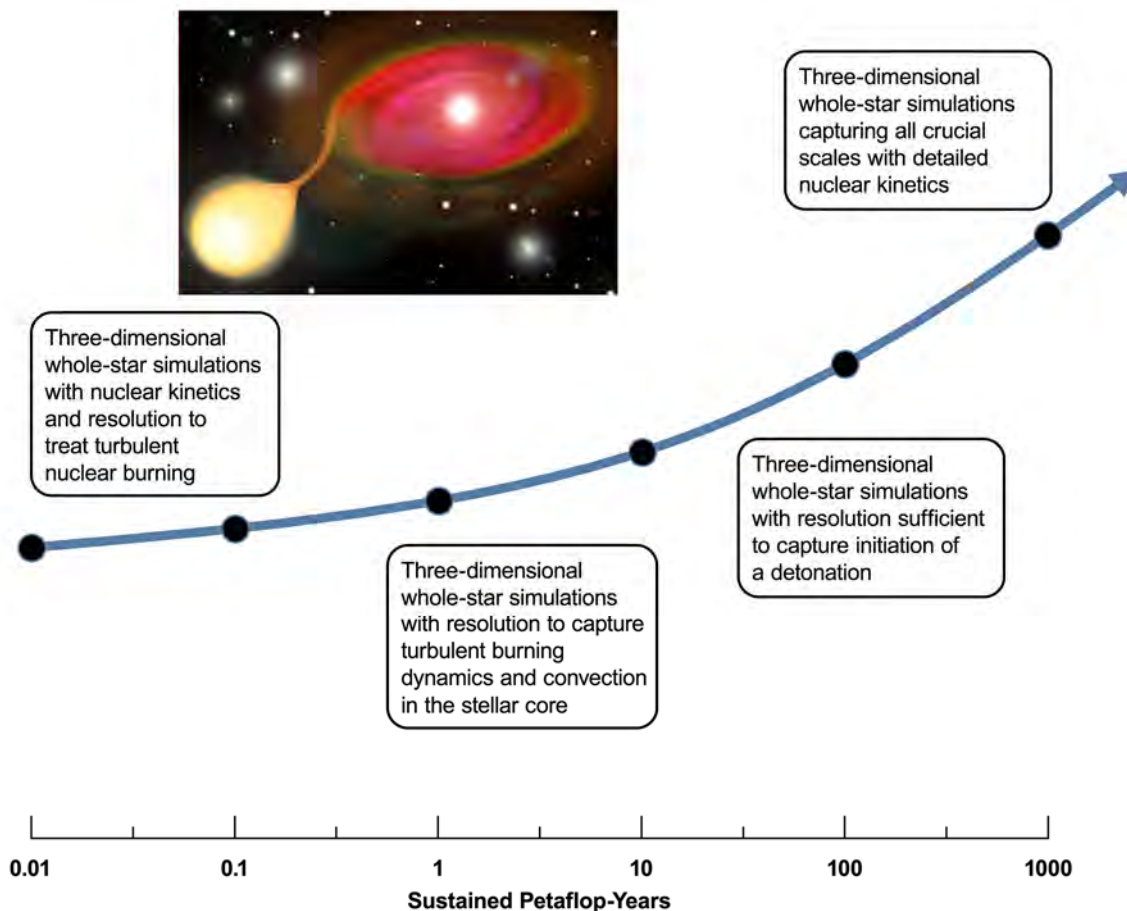 Three-dimensional
whole-star simulations
capturing all crucial
scales with detailed
nuclear kinetics
Three-dimensional
whole-star simulations
with nuclear kinetics
and resolution to
treat turbulent
nuclear burning
Three-dimensional
whole-star simulations
with resolution sufficient
to capture initiation of
a detonation
Three-dimensional
whole-star simulations
with resolution to capture
turbulent burning
dynamics and convection
in the stellar core
0.01 0.1 1 10 100 1000
Sustained Petaflop-Years